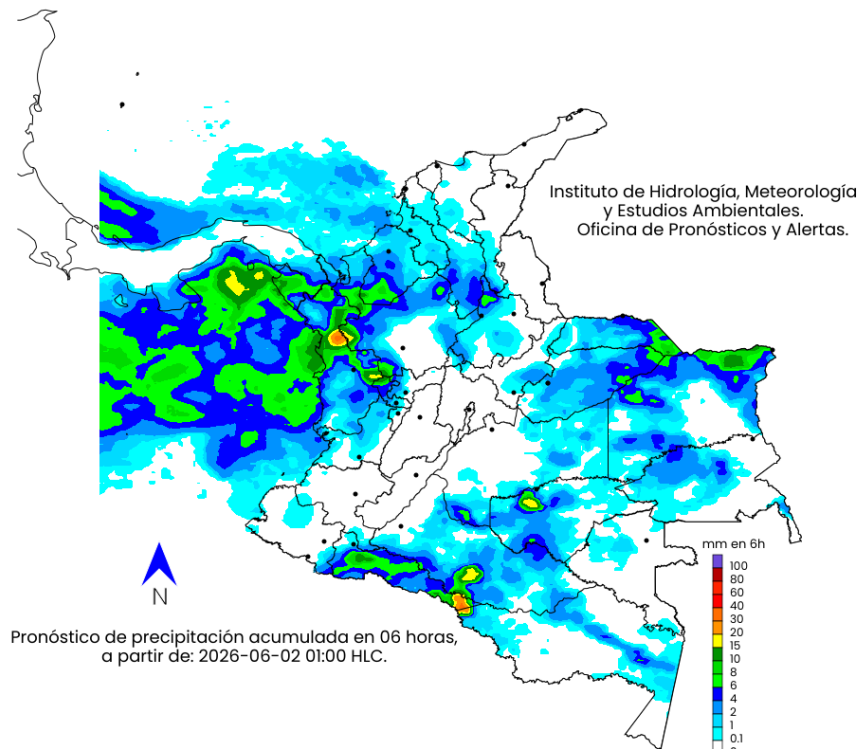 Instituto de Hidrología, Meteorología
y Estudios Ambientales.
Oficina de Pronósticos y Alertas.
N
mm en 6h
100
80
60
40
30
20
15
10
8
6
4
2
1
0.1
Pronóstico de precipitación acumulada en 06 horas,
a partir de: 2026-06-02 01:00 HLC.